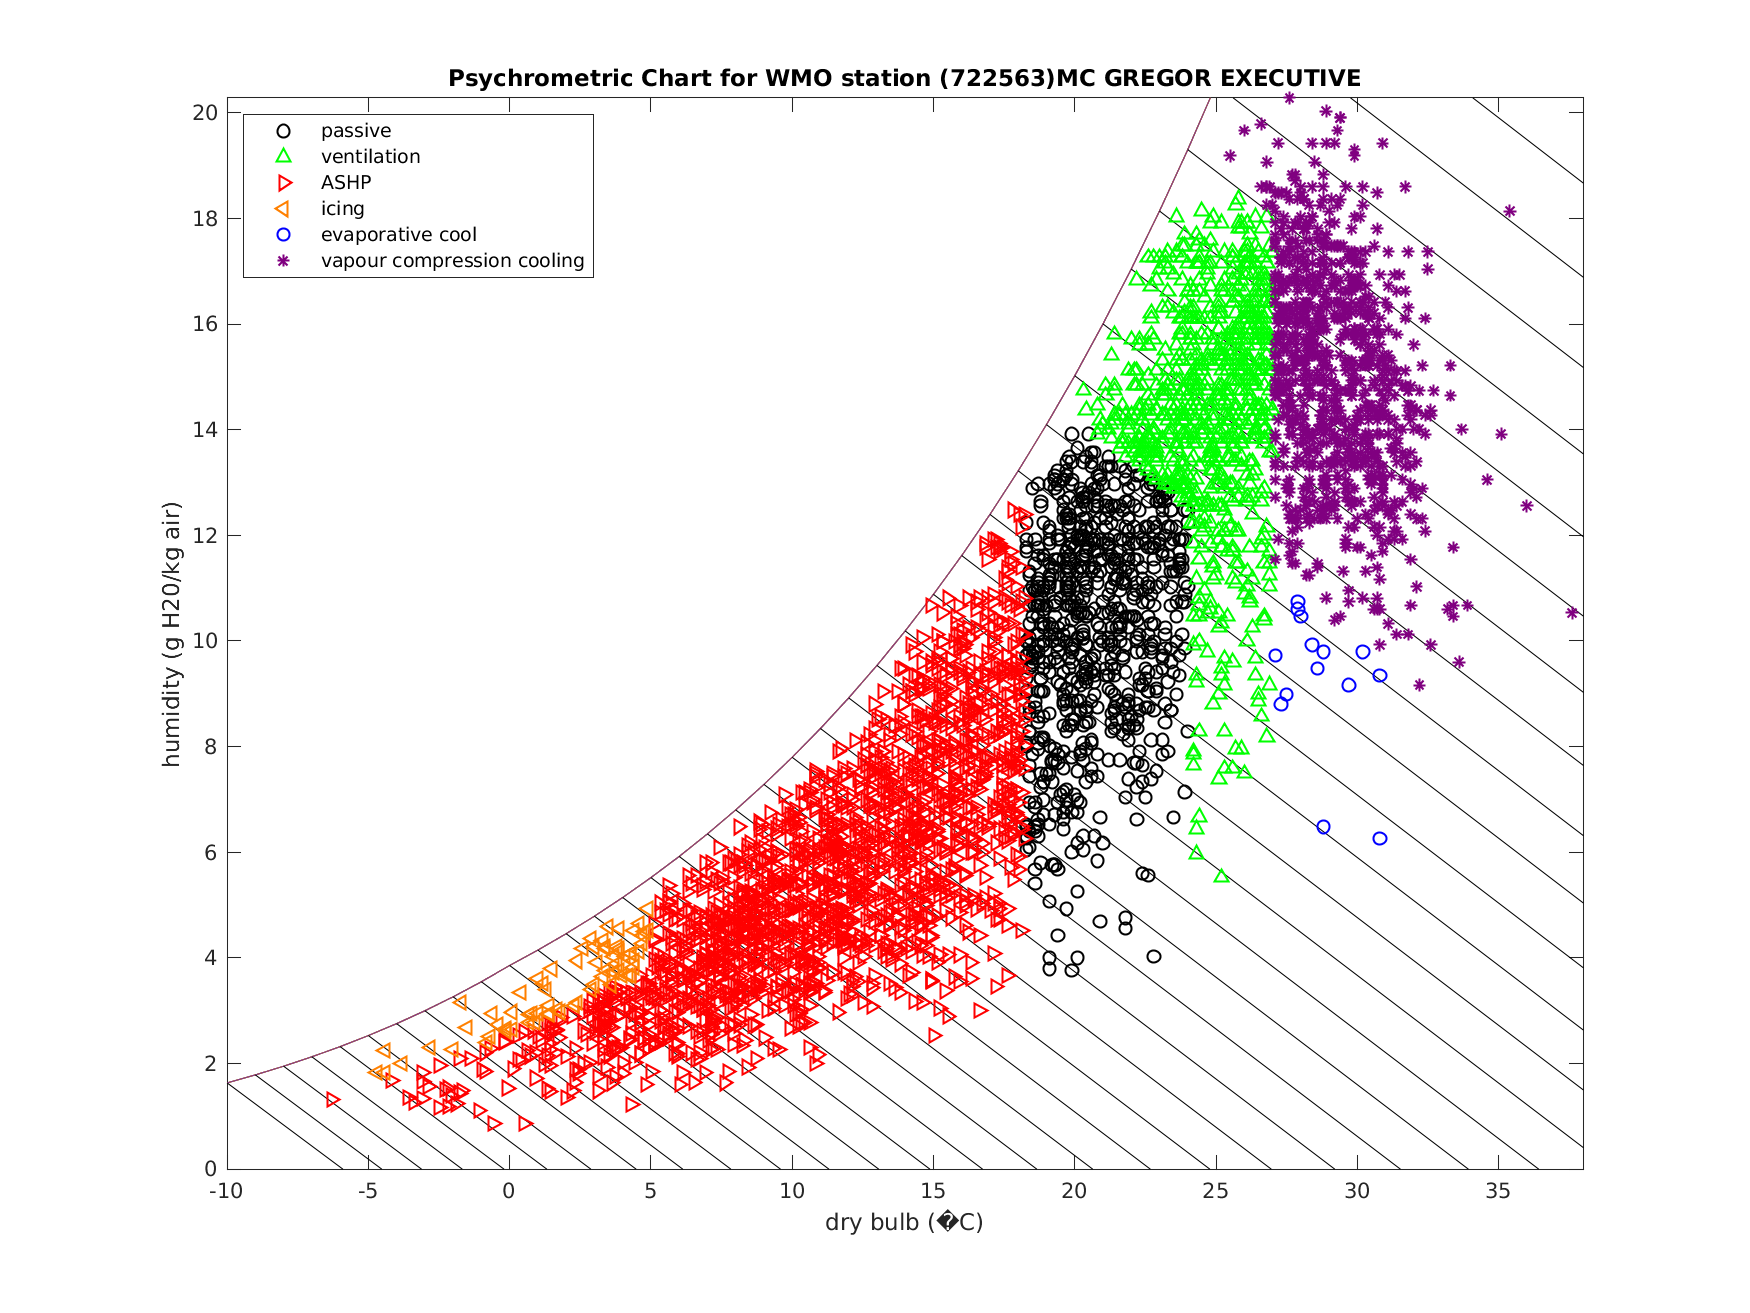 Psychrometric Chart for WMO station (722563)MC GREGOR EXECUTIVE
passive
ventilation
ASHP
icing
evaporative cool
vapour compression cooling
humidity (g H20/kg air)
20
18
16
14
12
10
8
6
4
2
0
-10 -5 0 5 10 15 20 25 30 35
dry bulb (�C)